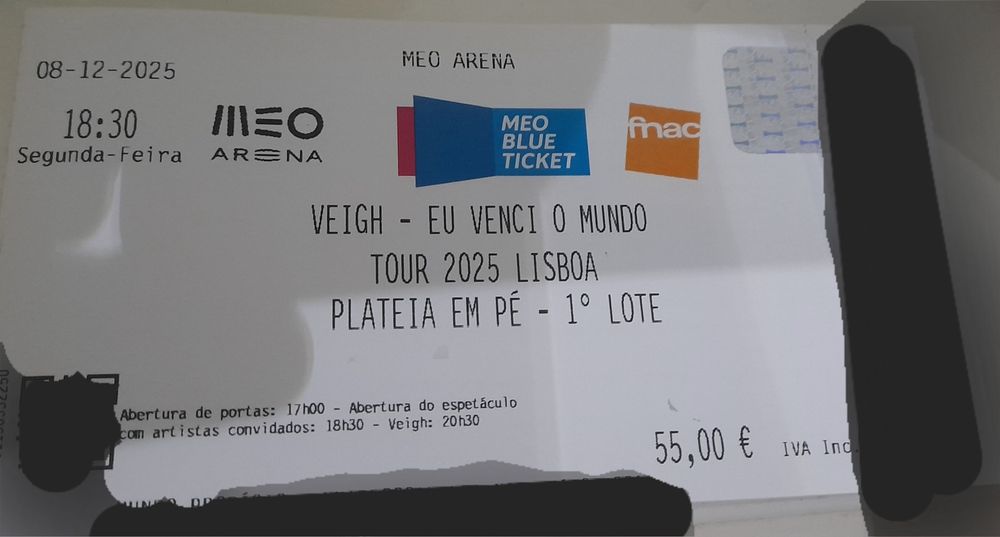 08-12-2025
MEO ARENA
18:30
Segunda-Feira
MEO
ARENA
MEO
BLUE
TICKET
fnac
VEIGH - EU VENCI O MUNDO
TOUR 2025 LISBOA
PLATEIA EM PÉ - 1º LOTE
Abertura de portas: 17h00 - Abertura do espetáculo
com artistas convidados: 18h30 - Veigh: 20h30
55,00 € IVA Inc.